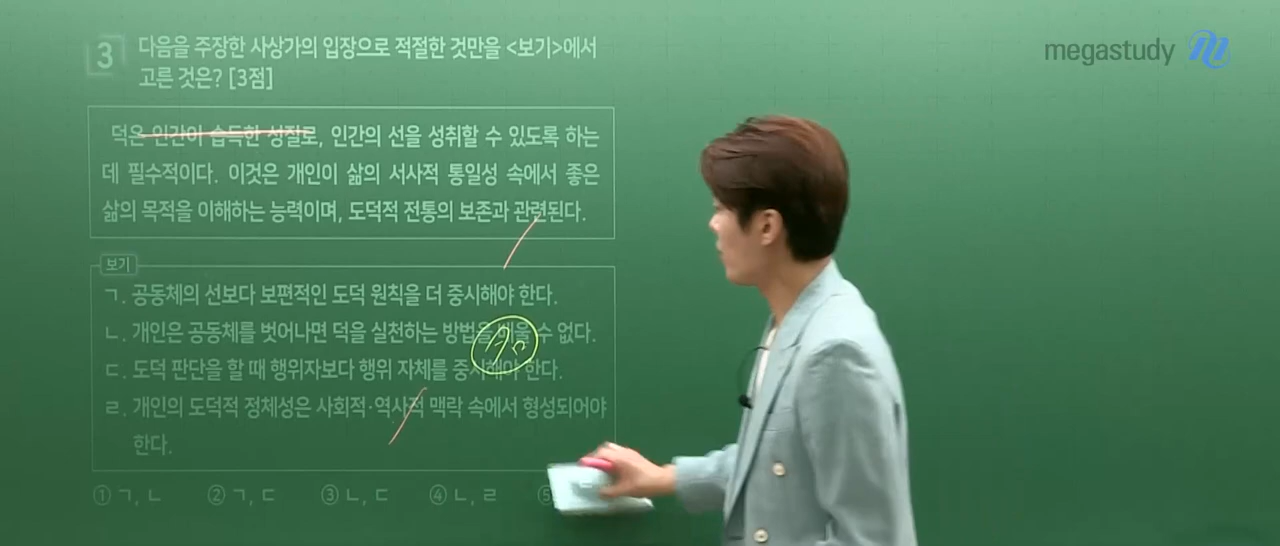 megastudy
3
다음을 주장한 사상가의 입장으로 적절한 것만을 <보기>에서
고른 것은? [3점]
덕은 인간이 습득한 성질로, 인간의 선을 성취할 수 있도록 하는
데 필수적이다. 이것은 개인이 삶의 서사적 통일성 속에서 좋은
삶의 목적을 이해하는 능력이며, 도덕적 전통의 보존과 관련된다.
보기
ㄱ. 공동체의 선보다 보편적인 도덕 원칙을 더 중시해야 한다.
ㄴ. 개인은 공동체를 벗어나면 덕을 실천하는 방법을 배울 수 없다.
ㄷ. 도덕 판단을 할 때 행위자보다 행위 자체를 중시해야 한다.
ㄹ. 개인의 도덕적 정체성은 사회적·역사적 맥락 속에서 형성되어야
한다.
① ㄱ, ㄴ ② ㄱ, ㄷ ③ ㄴ, ㄷ ④ ㄴ, ㄹ ⑤